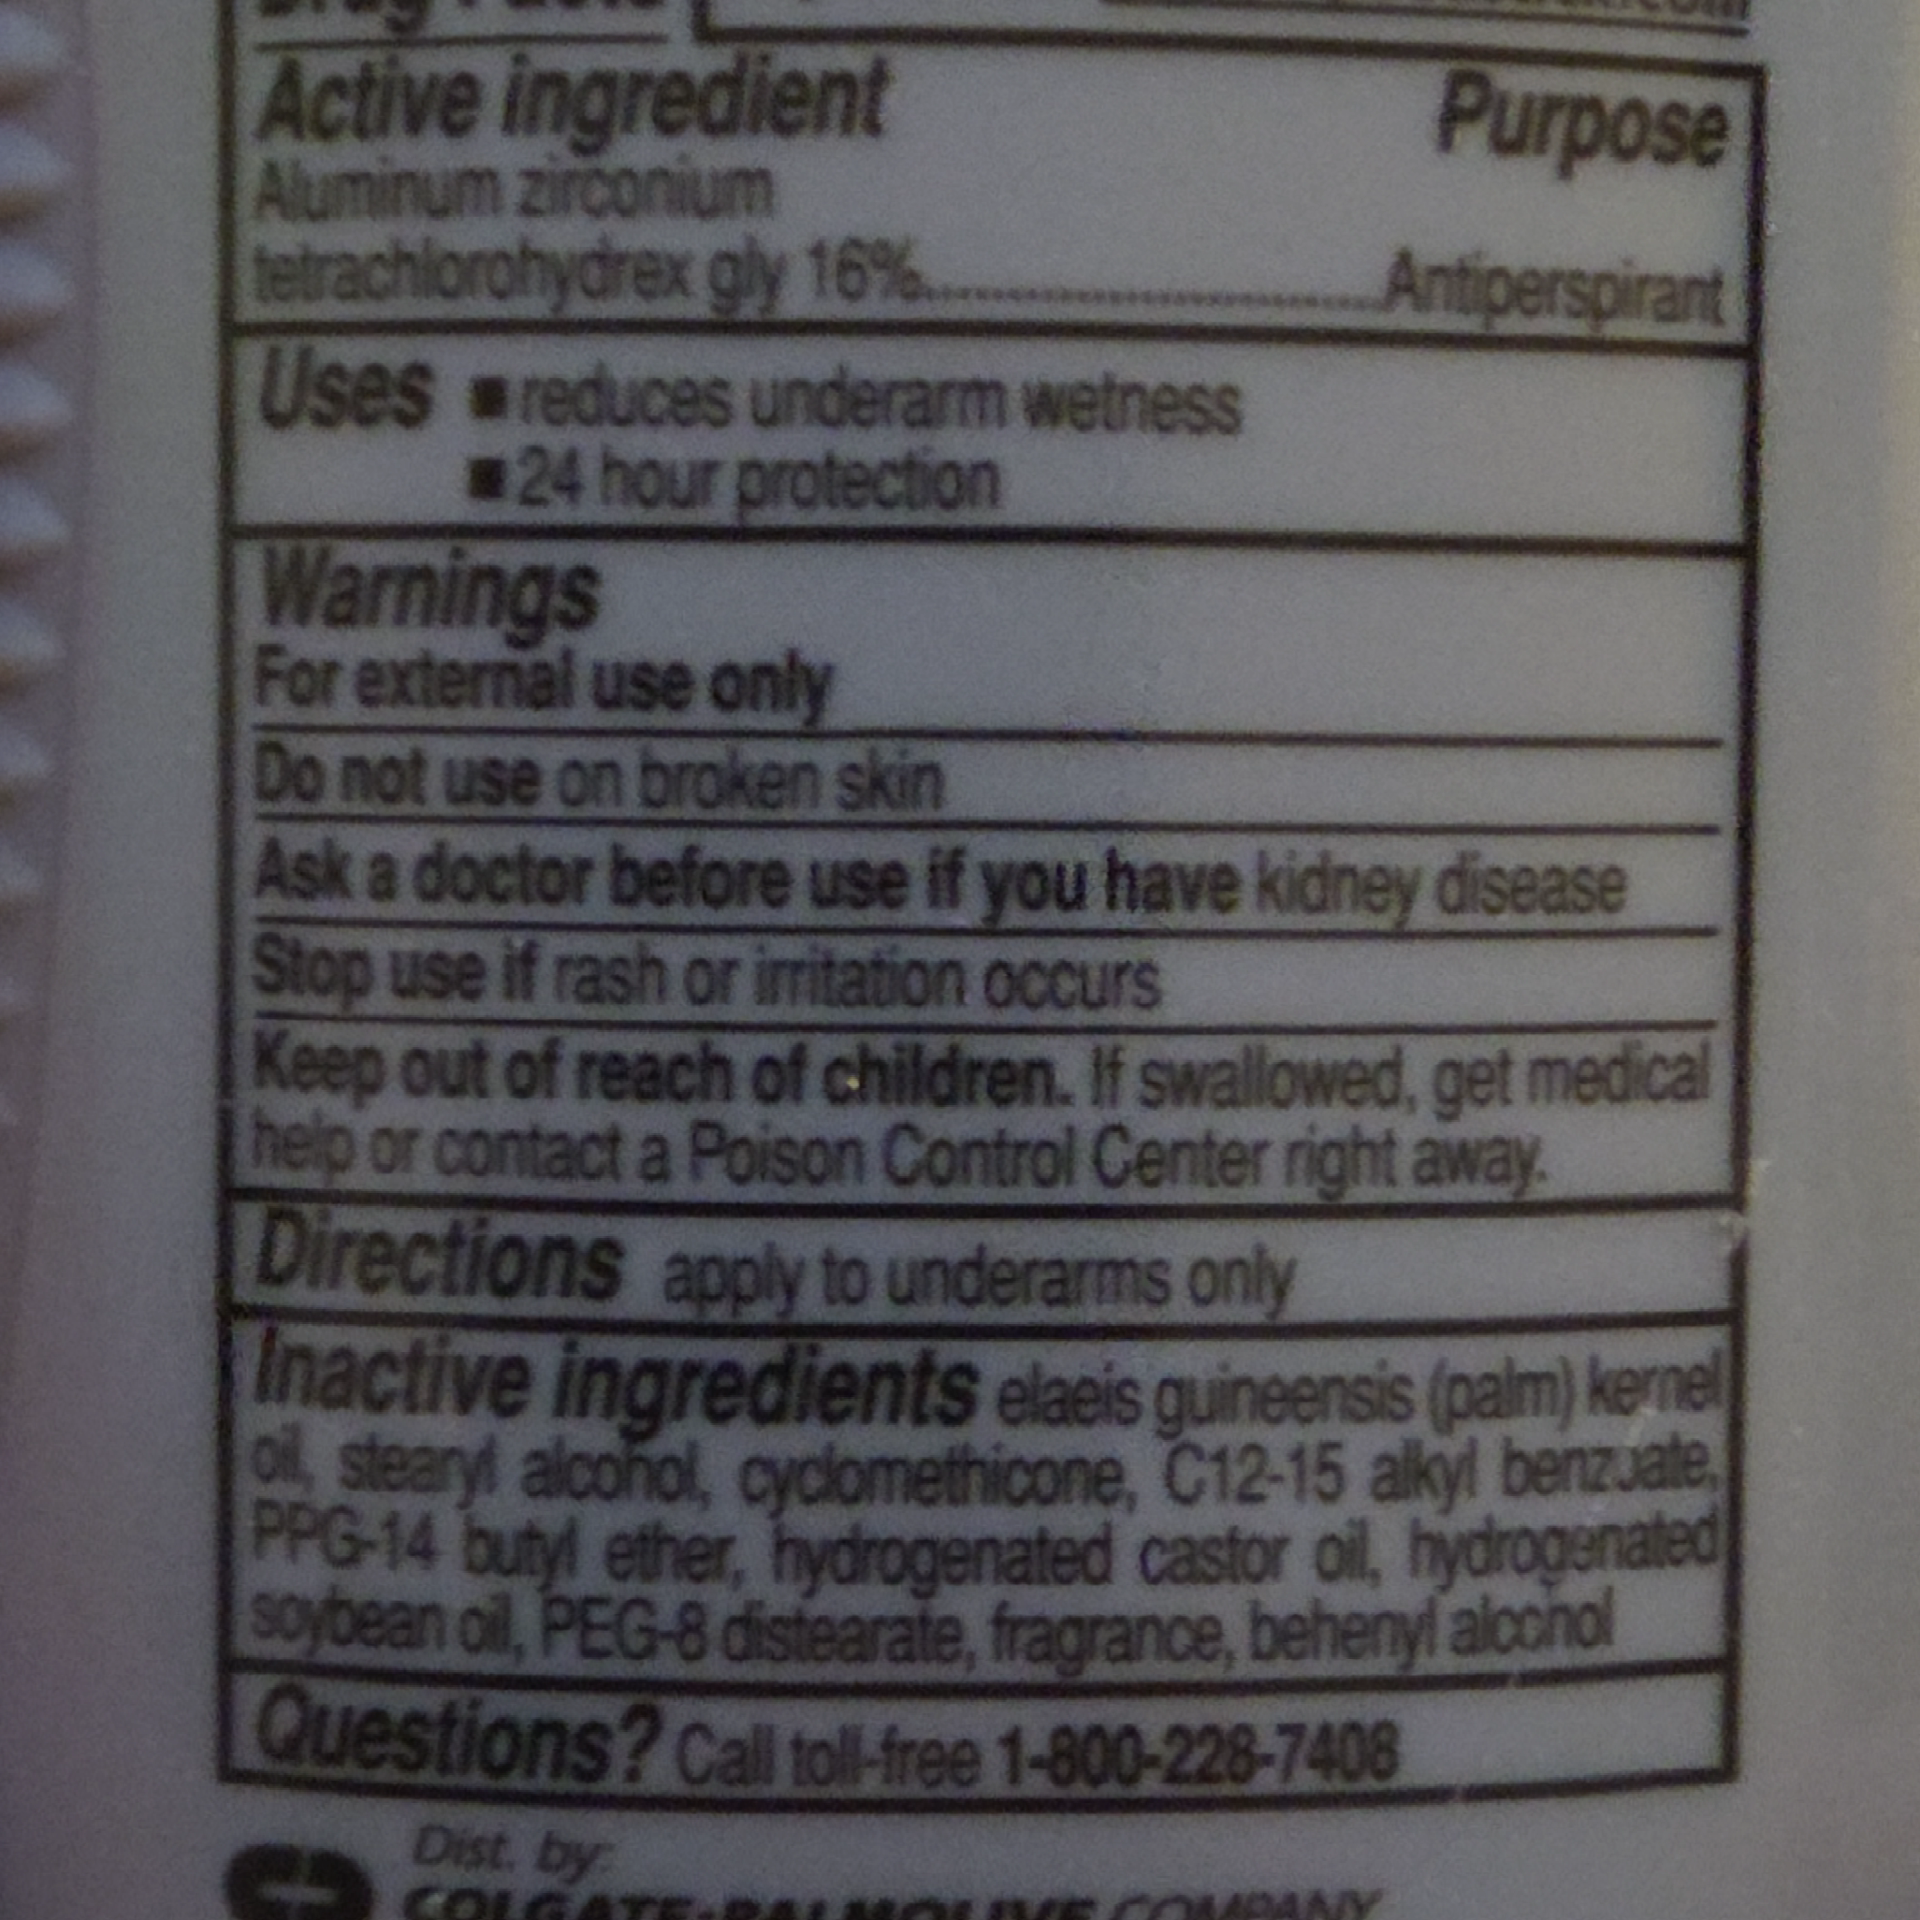 Drug Facts
Active ingredient Purpose
Aluminum zirconium
tetrachlorohydrex gly 16%........................................Antiperspirant
Uses ■ reduces underarm wetness
■ 24 hour protection
Warnings
For external use only
Do not use on broken skin
Ask a doctor before use if you have kidney disease
Stop use if rash or irritation occurs
Keep out of reach of children. If swallowed, get medical
help or contact a Poison Control Center right away.
Directions apply to underarms only
Inactive ingredients elaeis guineensis (palm) kernel
oil, stearyl alcohol, cyclomethicone, C12-15 alkyl benzoate,
PPG-14 butyl ether, hydrogenated castor oil, hydrogenated
soybean oil, PEG-8 distearate, fragrance, behenyl alcohol
Questions? Call toll-free 1-800-228-7408
Dist. by:
COLGATE-PALMOLIVE COMPANY